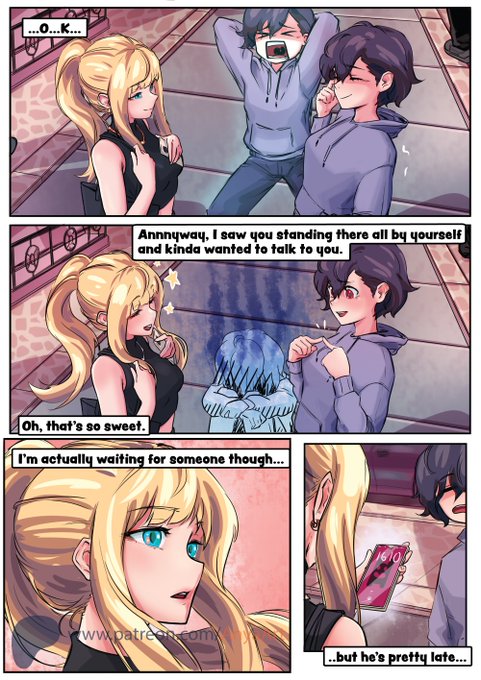 ...O...K...
Annnyway, I saw you standing there all by yourself
and kinda wanted to talk to you.
Oh, that's so sweet.
I'm actually waiting for someone though...
16:10
..but he's pretty late...
www.patreon.com/